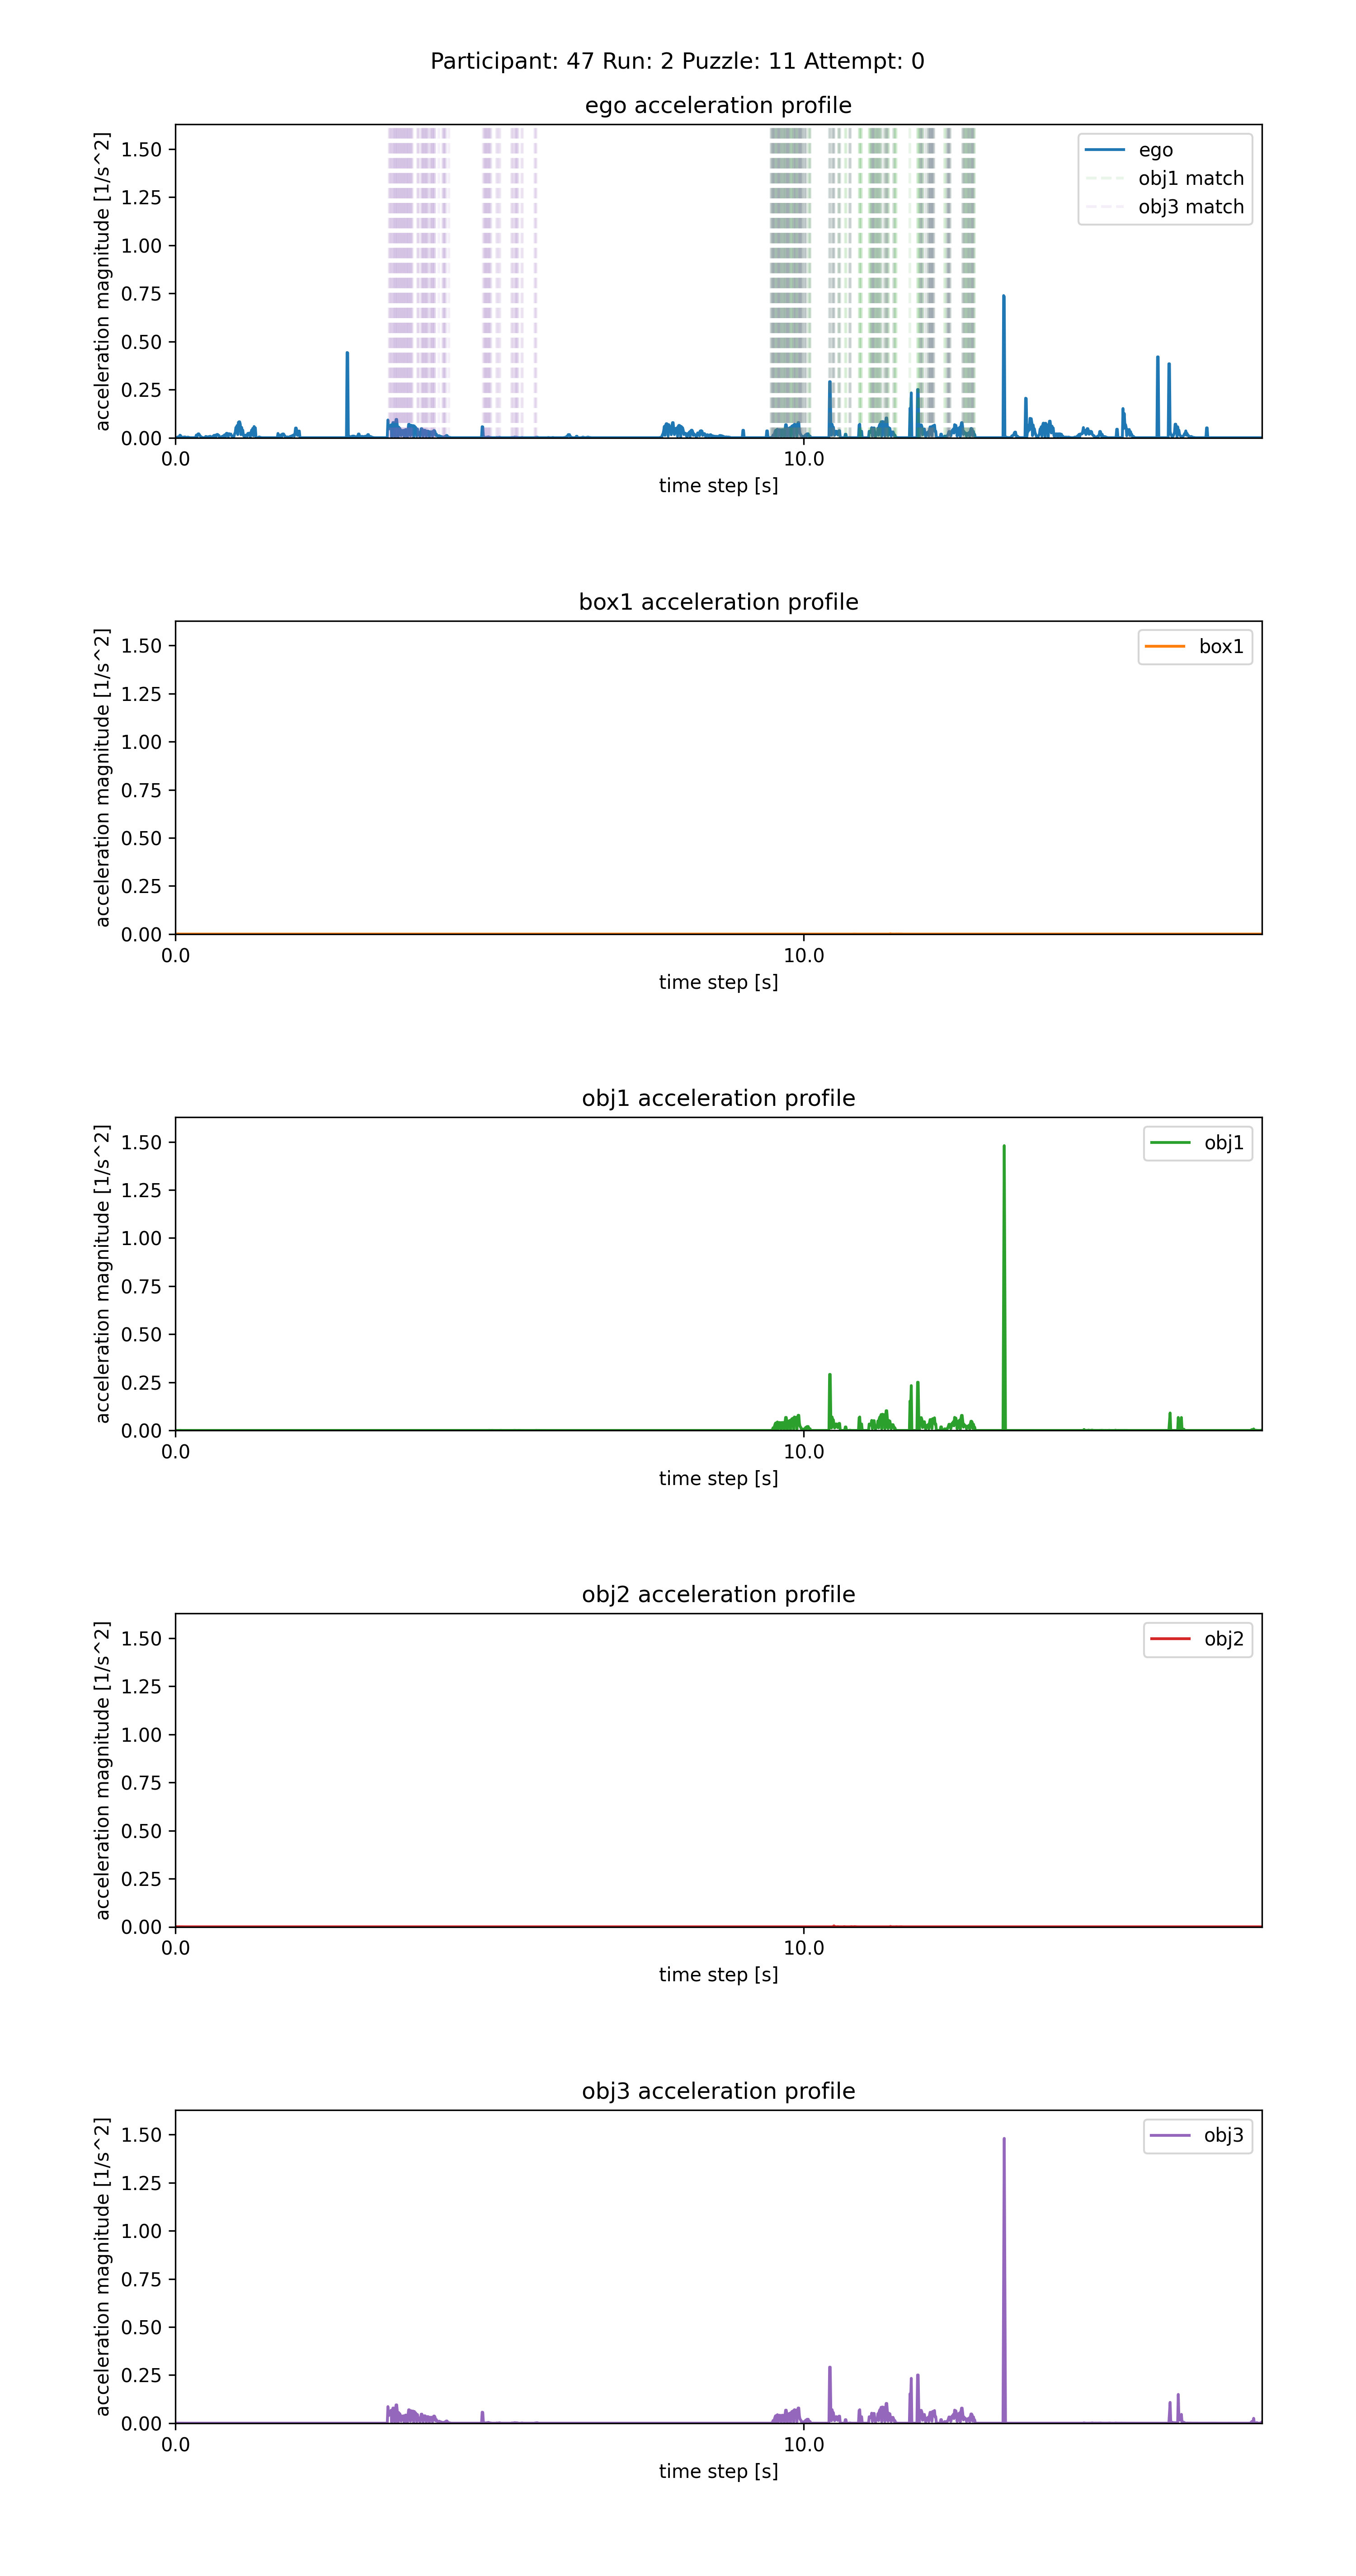 Participant: 47 Run: 2 Puzzle: 11 Attempt: 0
ego acceleration profile
acceleration magnitude [1/s^2]
1.50
1.25
1.00
0.75
0.50
0.25
0.00
ego
obj1 match
obj3 match
0.0
10.0
time step [s]
box1 acceleration profile
acceleration magnitude [1/s^2]
1.50
1.25
1.00
0.75
0.50
0.25
0.00
box1
0.0
10.0
time step [s]
obj1 acceleration profile
acceleration magnitude [1/s^2]
1.50
1.25
1.00
0.75
0.50
0.25
0.00
obj1
0.0
10.0
time step [s]
obj2 acceleration profile
acceleration magnitude [1/s^2]
1.50
1.25
1.00
0.75
0.50
0.25
0.00
obj2
0.0
10.0
time step [s]
obj3 acceleration profile
acceleration magnitude [1/s^2]
1.50
1.25
1.00
0.75
0.50
0.25
0.00
obj3
0.0
10.0
time step [s]